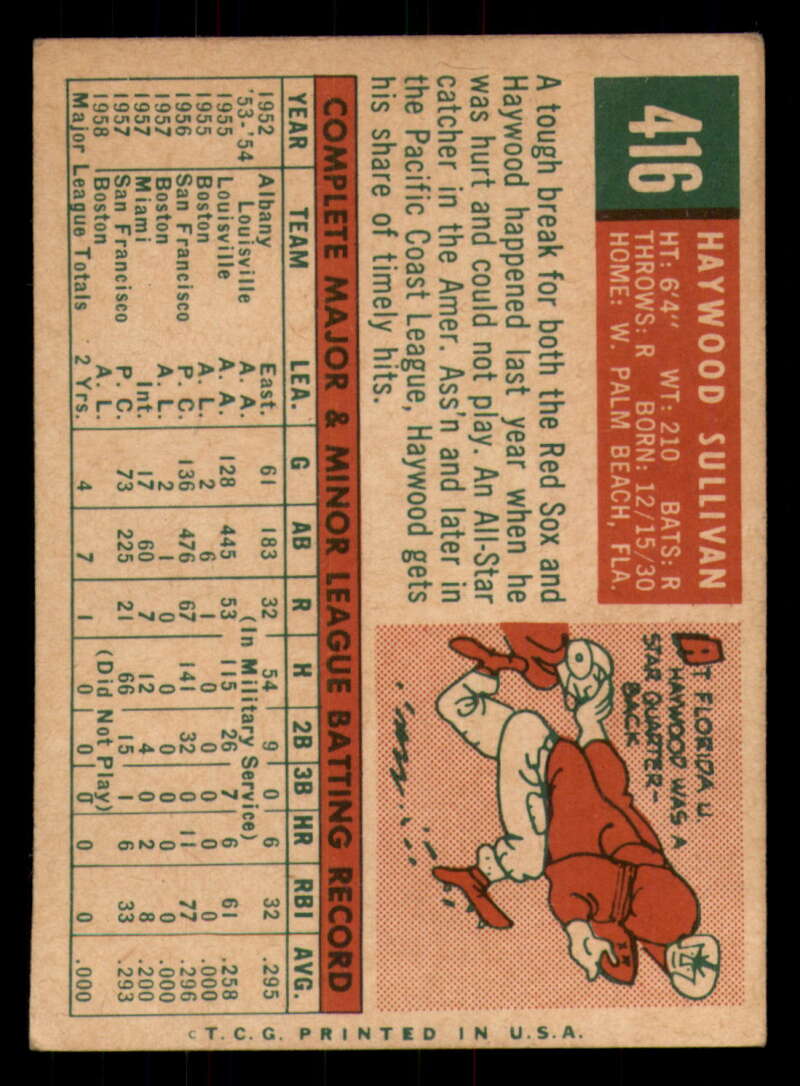 416
HAYWOOD SULLIVAN
HT: 6'4" WT: 210 BATS: R
THROWS: R BORN: 12/15/30
HOME: W. PALM BEACH, FLA.
A tough break for both the Red Sox and
Haywood happened last year when he
was hurt and could not play. An All-Star
catcher in the Amer. Ass'n and later in
the Pacific Coast League, Haywood gets
his share of timely hits.
AT FLORIDA U.
HAYWOOD WAS A
STAR QUARTER-
BACK
COMPLETE MAJOR & MINOR LEAGUE BATTING RECORD
YEAR TEAM LEA. G AB R H 2B 3B HR RBI AVG.
1952 Albany East. 61 183 32 54 9 0 6 32 .295
'53-'54 Louisville A. A. (In Military Service)
1955 Louisville A. A. 128 445 53 115 26 7 6 61 .258
1955 Boston A. L. 2 6 1 0 0 0 0 0 .000
1956 San Francisco P. C. 136 476 67 141 32 0 11 77 .296
1957 Boston A. L. 2 1 0 0 0 0 0 0 .000
1957 Miami Int. 17 60 7 12 4 0 2 8 .200
1957 San Francisco P. C. 73 225 21 66 15 1 6 33 .293
1958 Boston A. L. (Did Not Play)
Major League Totals 2 Yrs. 4 7 1 0 0 0 0 0 .000
©T.C.G. PRINTED IN U.S.A.